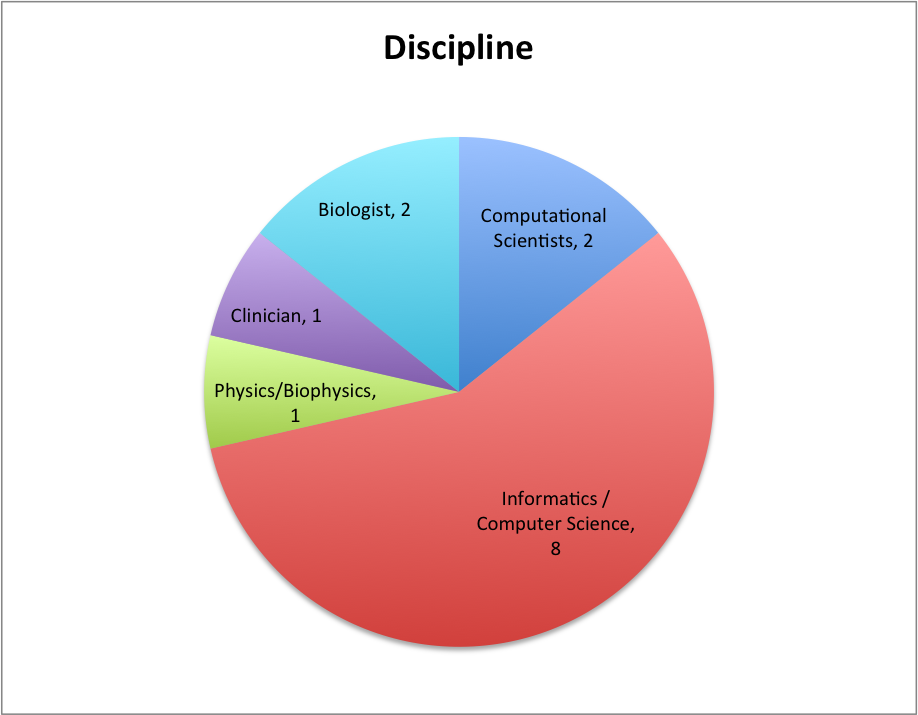 Discipline
Biologist, 2
Computational
Scientists, 2
Clinician, 1
Physics/Biophysics,
1
Informatics /
Computer Science,
8